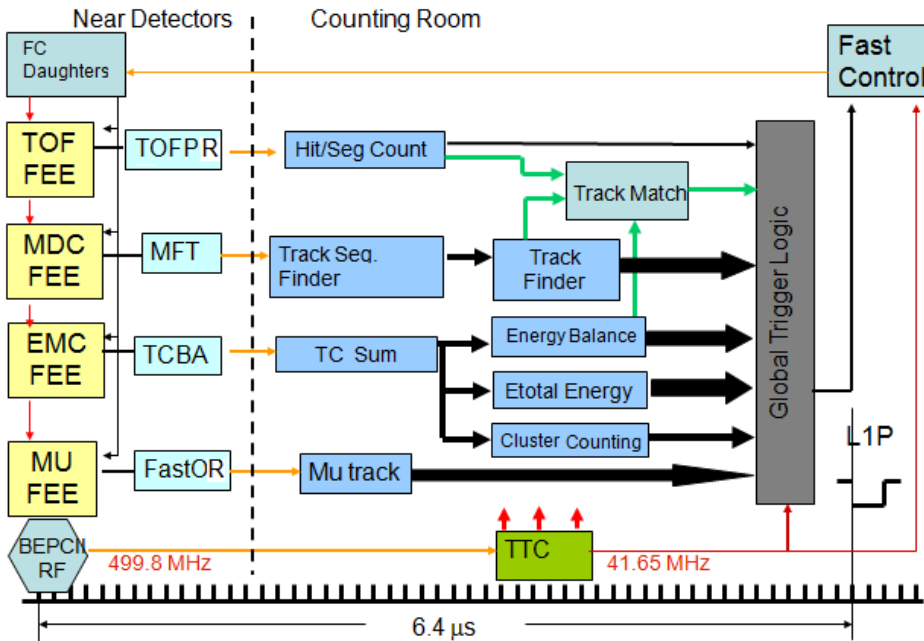 Near Detectors
Counting Room
FC
Daughters
Fast
Control
TOF
FEE
TOFPR
Hit/Seg Count
Track Match
MDC
FEE
MFT
Track Seg.
Finder
Track
Finder
Global Trigger Logic
EMC
FEE
TCBA
TC Sum
Energy Balance
Etotal Energy
Cluster Counting
L1P
MU
FEE
FastOR
Mu track
BEPCII
RF
499.8 MHz
TTC
41.65 MHz
6.4 μs